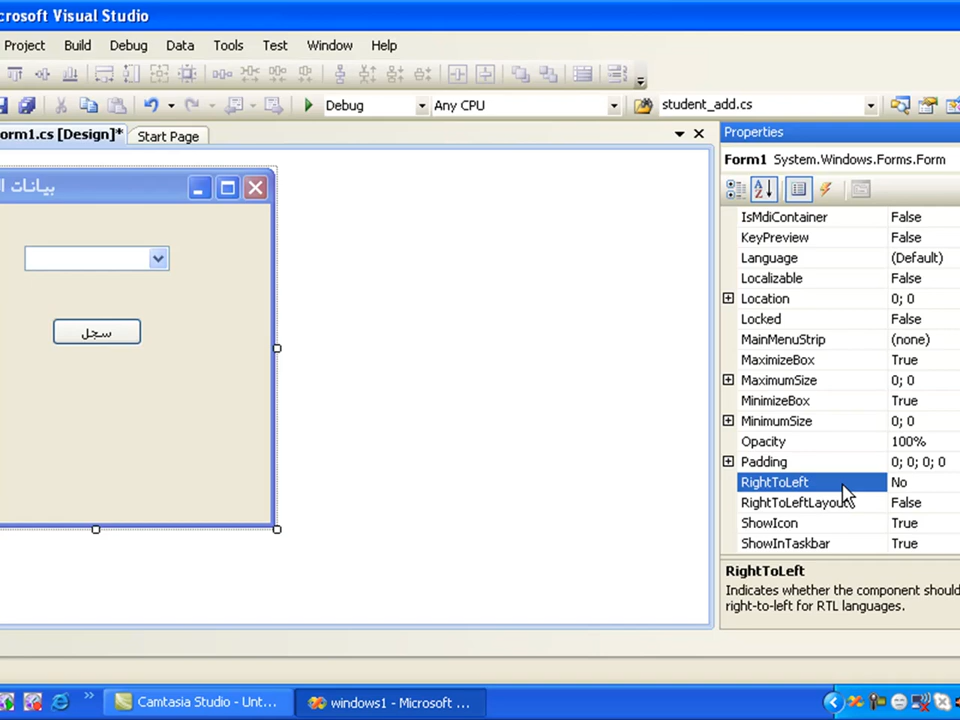 crosoft Visual Studio
Project Build Debug Data Tools Test Window Help
Debug Any CPU student_add.cs
orm1.cs [Design]* Start Page
Properties
Form1 System.Windows.Forms.Form
بيانات ال
سجل
IsMdiContainer False
KeyPreview False
Language (Default)
Localizable False
Location 0; 0
Locked False
MainMenuStrip (none)
MaximizeBox True
MaximumSize 0; 0
MinimizeBox True
MinimumSize 0; 0
Opacity 100%
Padding 0; 0; 0; 0
RightToLeft No
RightToLeftLayout False
ShowIcon True
ShowInTaskbar True
RightToLeft
Indicates whether the component should
right-to-left for RTL languages.
Camtasia Studio - Unt... windows1 - Microsoft ...